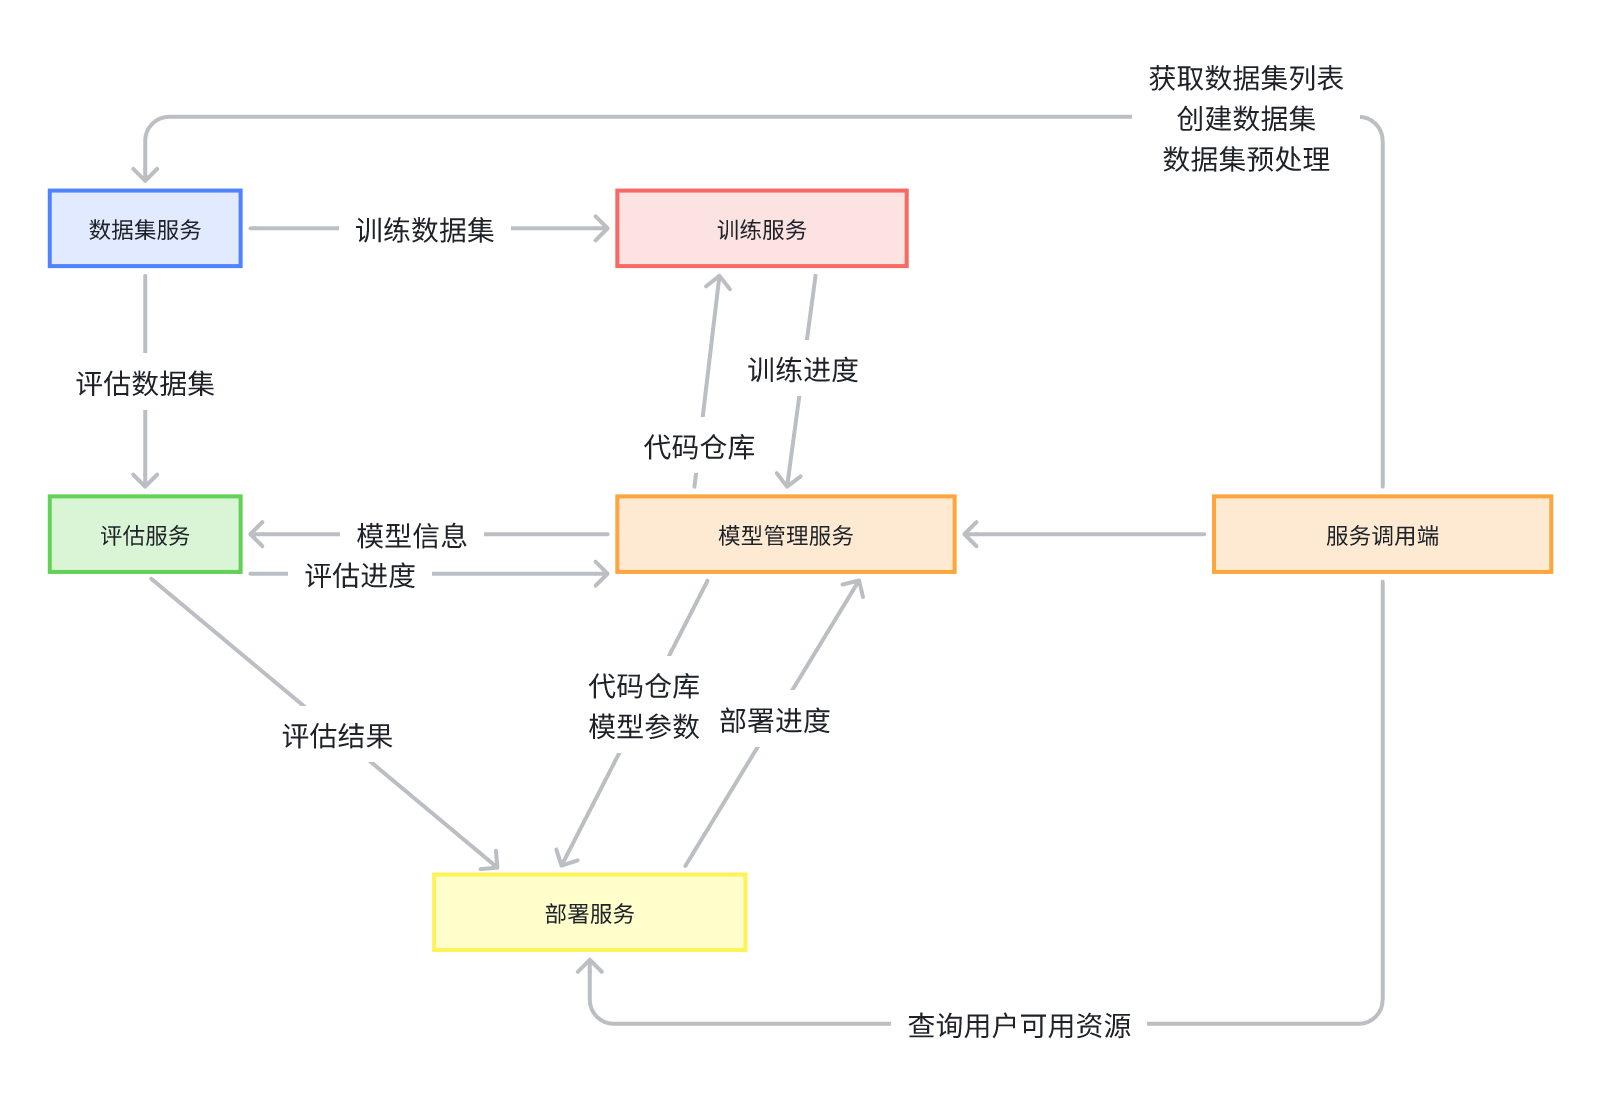 获取数据集列表
创建数据集
数据集预处理
数据集服务
训练数据集
训练服务
评估数据集
训练进度
代码仓库
评估服务
模型信息
评估进度
模型管理服务
服务调用端
代码仓库
模型参数
部署进度
评估结果
部署服务
查询用户可用资源